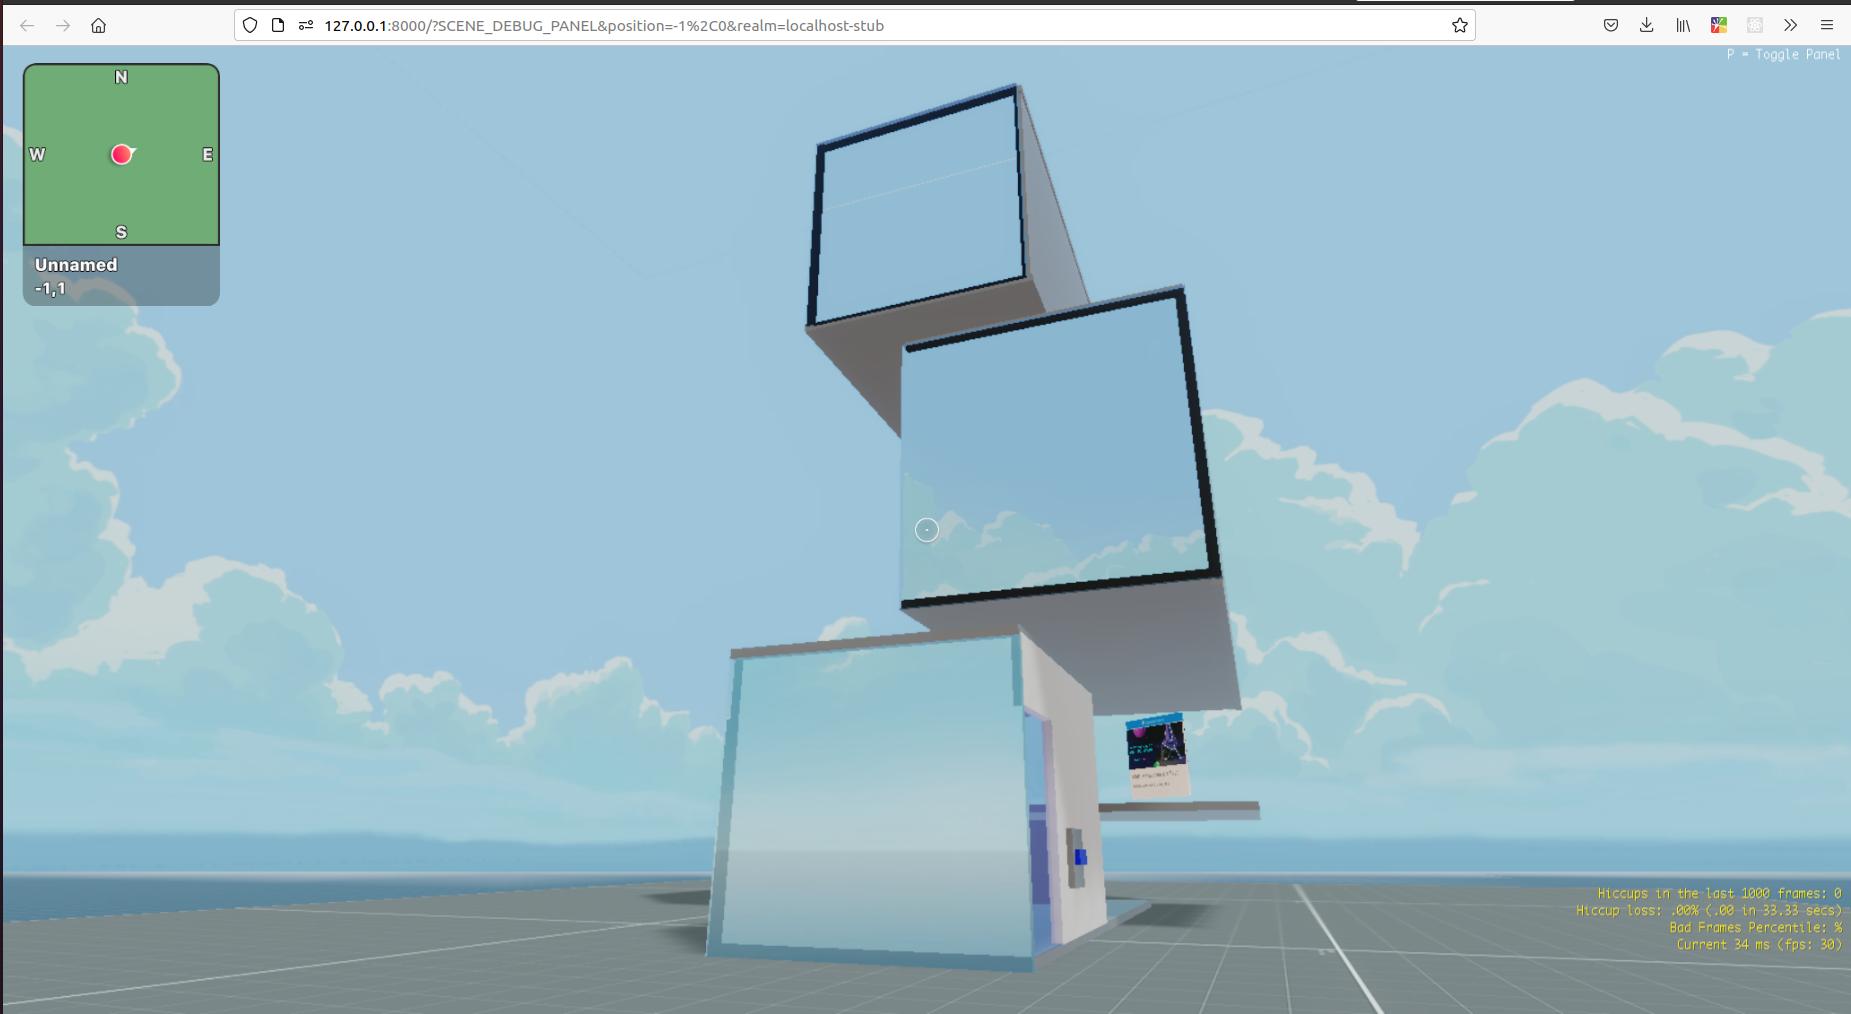 127.0.0.1:8000/?SCENE_DEBUG_PANEL&position=-1%2C0&realm=localhost-stub
P = Toggle Panel
N
W
E
S
Unnamed
-1,1
Hiccups in the last 1000 frames: 0
Hiccup loss: .00% (.00 in 33.33 secs)
Bad Frames Percentile: %
Current 34 ms (fps: 30)